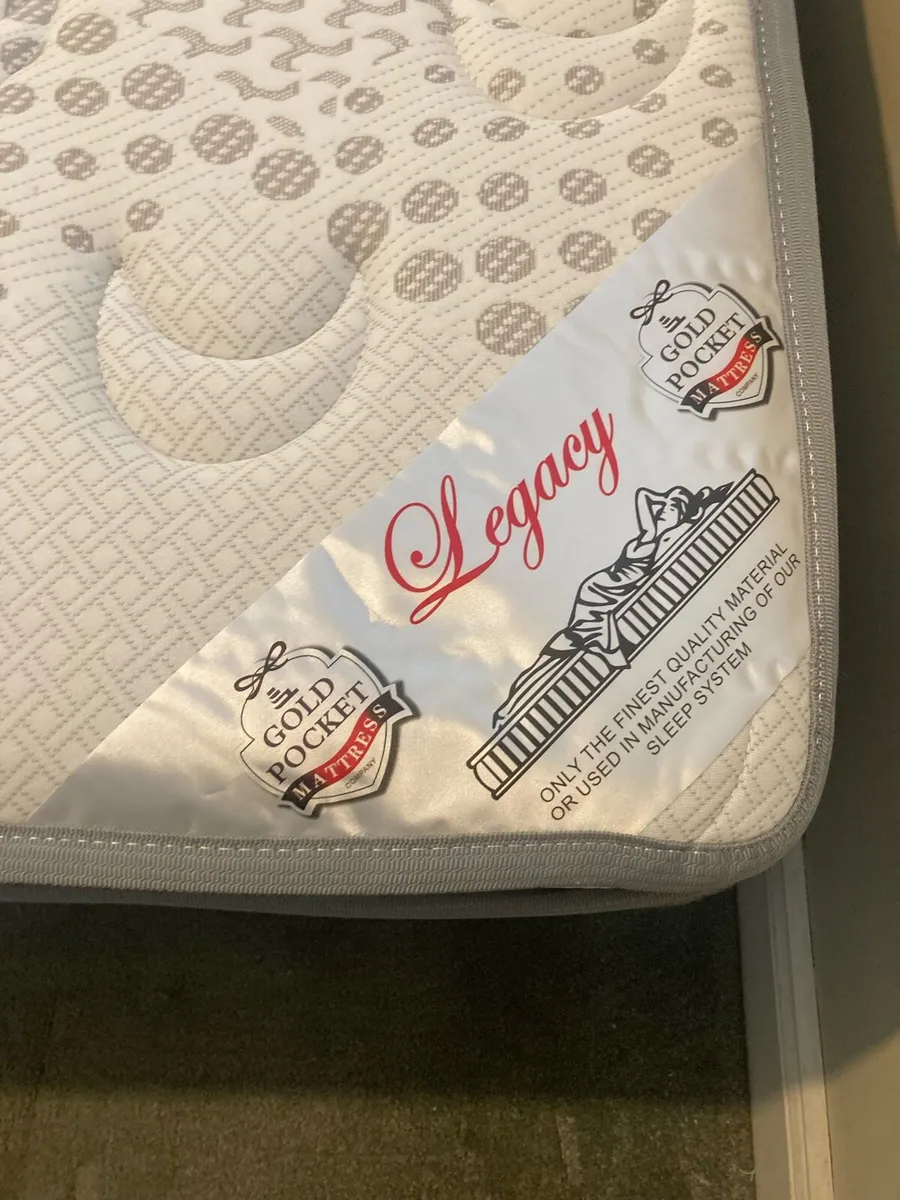 GOLD
POCKET
MATTRESS
COMPANY
Legacy
GOLD
POCKET
MATTRESS
COMPANY
ONLY THE FINEST QUALITY MATERIAL
OR USED IN MANUFACTURING OF OUR
SLEEP SYSTEM